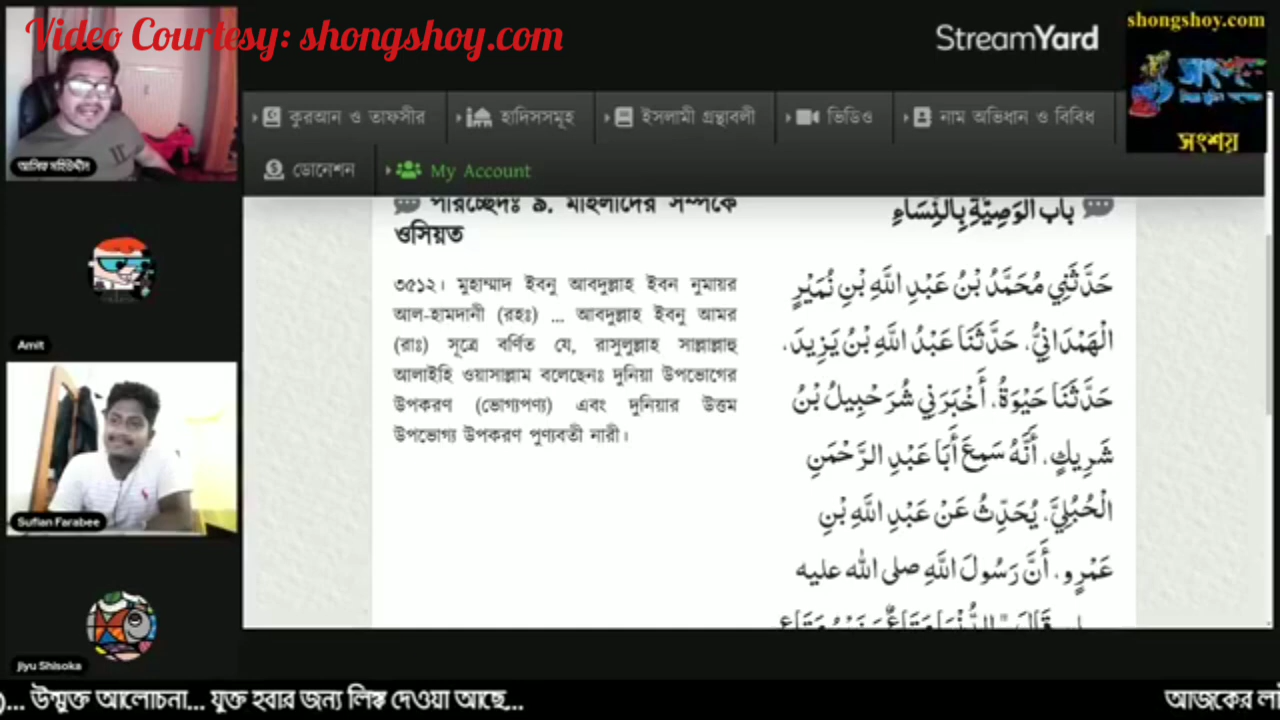 Video Courtesy: shongshoy.com
StreamYard
shongshoy.com
সংশয়
কুরআন ও তাফসীর
হাদিসসমূহ
ইসলামী গ্রন্থাবলী
ভিডিও
নাম অভিধান ও বিবিধ
ডোনেশন
My Account
আসিফ মহিউদ্দীন
Amit
Sufian Farabee
Jiyu Shisoka
পরিচ্ছেদঃ ৯. মহিলাদের সম্পর্কে
ওসিয়ত
৩৫১২। মুহাম্মাদ ইবনু আবদুল্লাহ ইবন নুমায়র
আল-হামদানী (রহঃ) ... আবদুল্লাহ ইবনু আমর
(রাঃ) সূত্রে বর্ণিত যে, রাসুলুল্লাহ সাল্লাল্লাহু
আলাইহি ওয়াসাল্লাম বলেছেনঃ দুনিয়া উপভোগের
উপকরণ (ভোগ্যপণ্য) এবং দুনিয়ার উত্তম
উপভোগ্য উপকরণ পুণ্যবতী নারী।
باب الْوَصِيَّةِ بِالنِّسَاءِ
حَدَّثَنِي مُحَمَّدُ بْنُ عَبْدِ اللَّهِ بْنِ نُمَيْرٍ
الْهَمْدَانِيُّ، حَدَّثَنَا عَبْدُ اللَّهِ بْنُ يَزِيدَ،
حَدَّثَنَا حَيْوَةُ، أَخْبَرَنِي شُرَحْبِيلُ بْنُ
شَرِيكٍ، أَنَّهُ سَمِعَ أَبَا عَبْدِ الرَّحْمَنِ
الْحُبُلِيَّ، يُحَدِّثُ عَنْ عَبْدِ اللَّهِ بْنِ
عَمْرٍو، أَنَّ رَسُولَ اللَّهِ صلى الله عليه
... উন্মুক্ত আলোচনা... যুক্ত হবার জন্য লিঙ্ক দেওয়া আছে...
আজকের